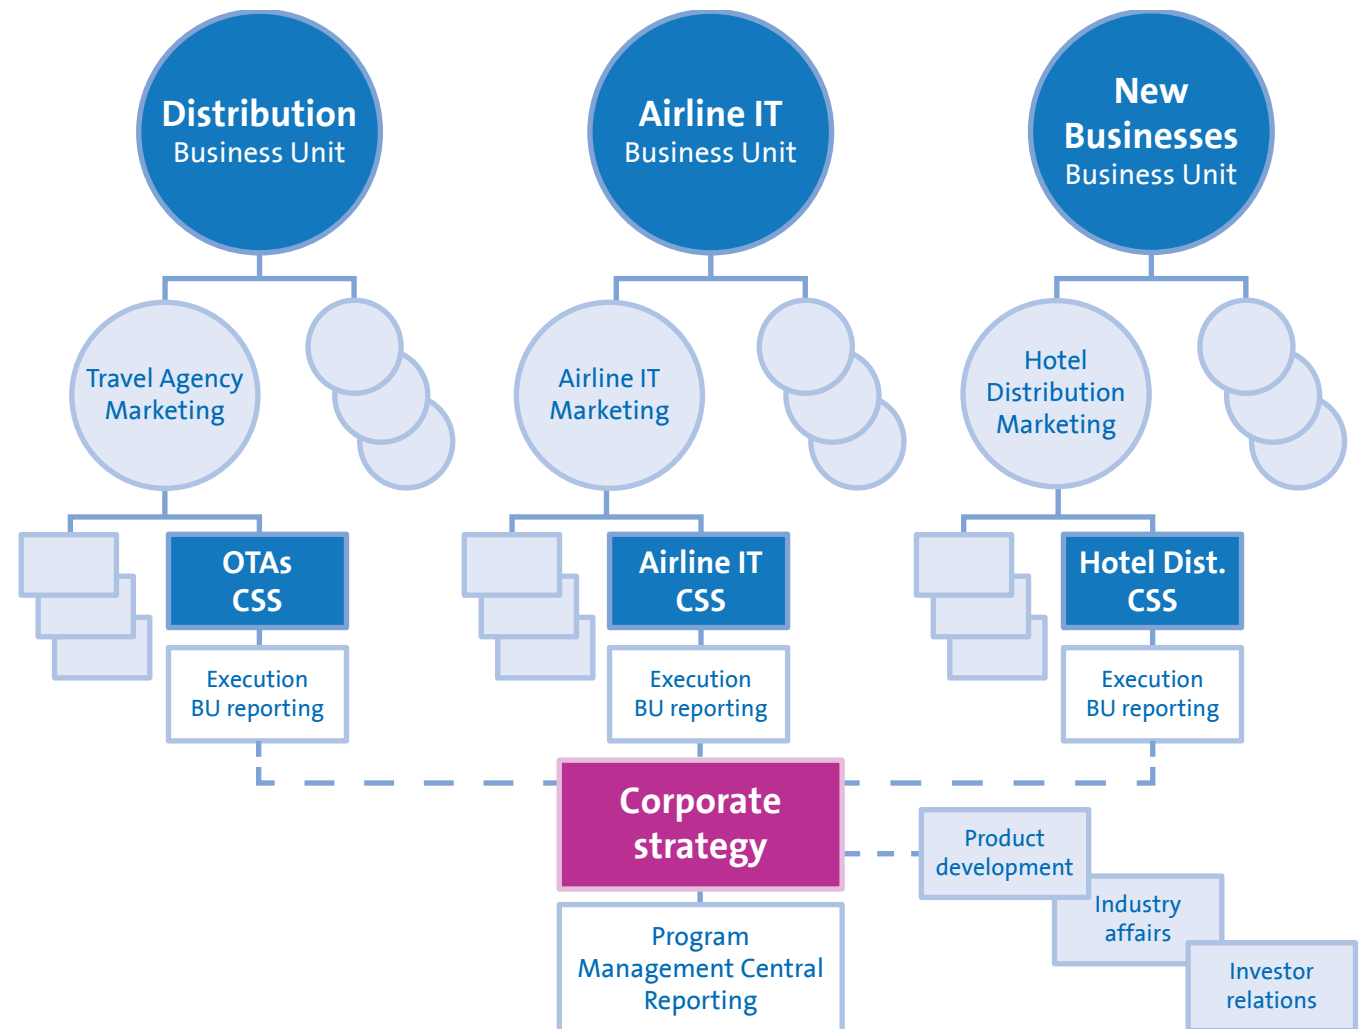 Distribution
Business Unit
Airline IT
Business Unit
New
Businesses
Business Unit
Travel Agency
Marketing
Airline IT
Marketing
Hotel
Distribution
Marketing
OTAs
CSS
Airline IT
CSS
Hotel Dist.
CSS
Execution
BU reporting
Execution
BU reporting
Execution
BU reporting
Corporate
strategy
Product
development
Industry
affairs
Investor
relations
Program
Management Central
Reporting